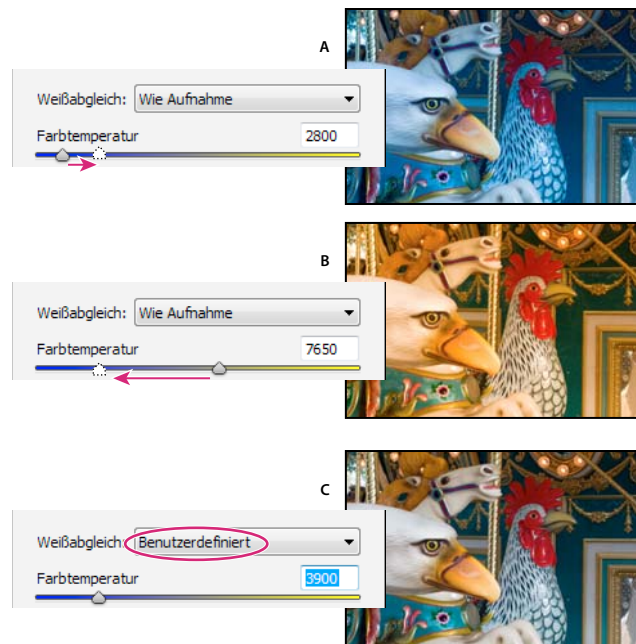 A
Weißabgleich: Wie Aufnahme
Farbtemperatur 2800
B
Weißabgleich: Wie Aufnahme
Farbtemperatur 7650
C
Weißabgleich: Benutzerdefiniert
Farbtemperatur 3900